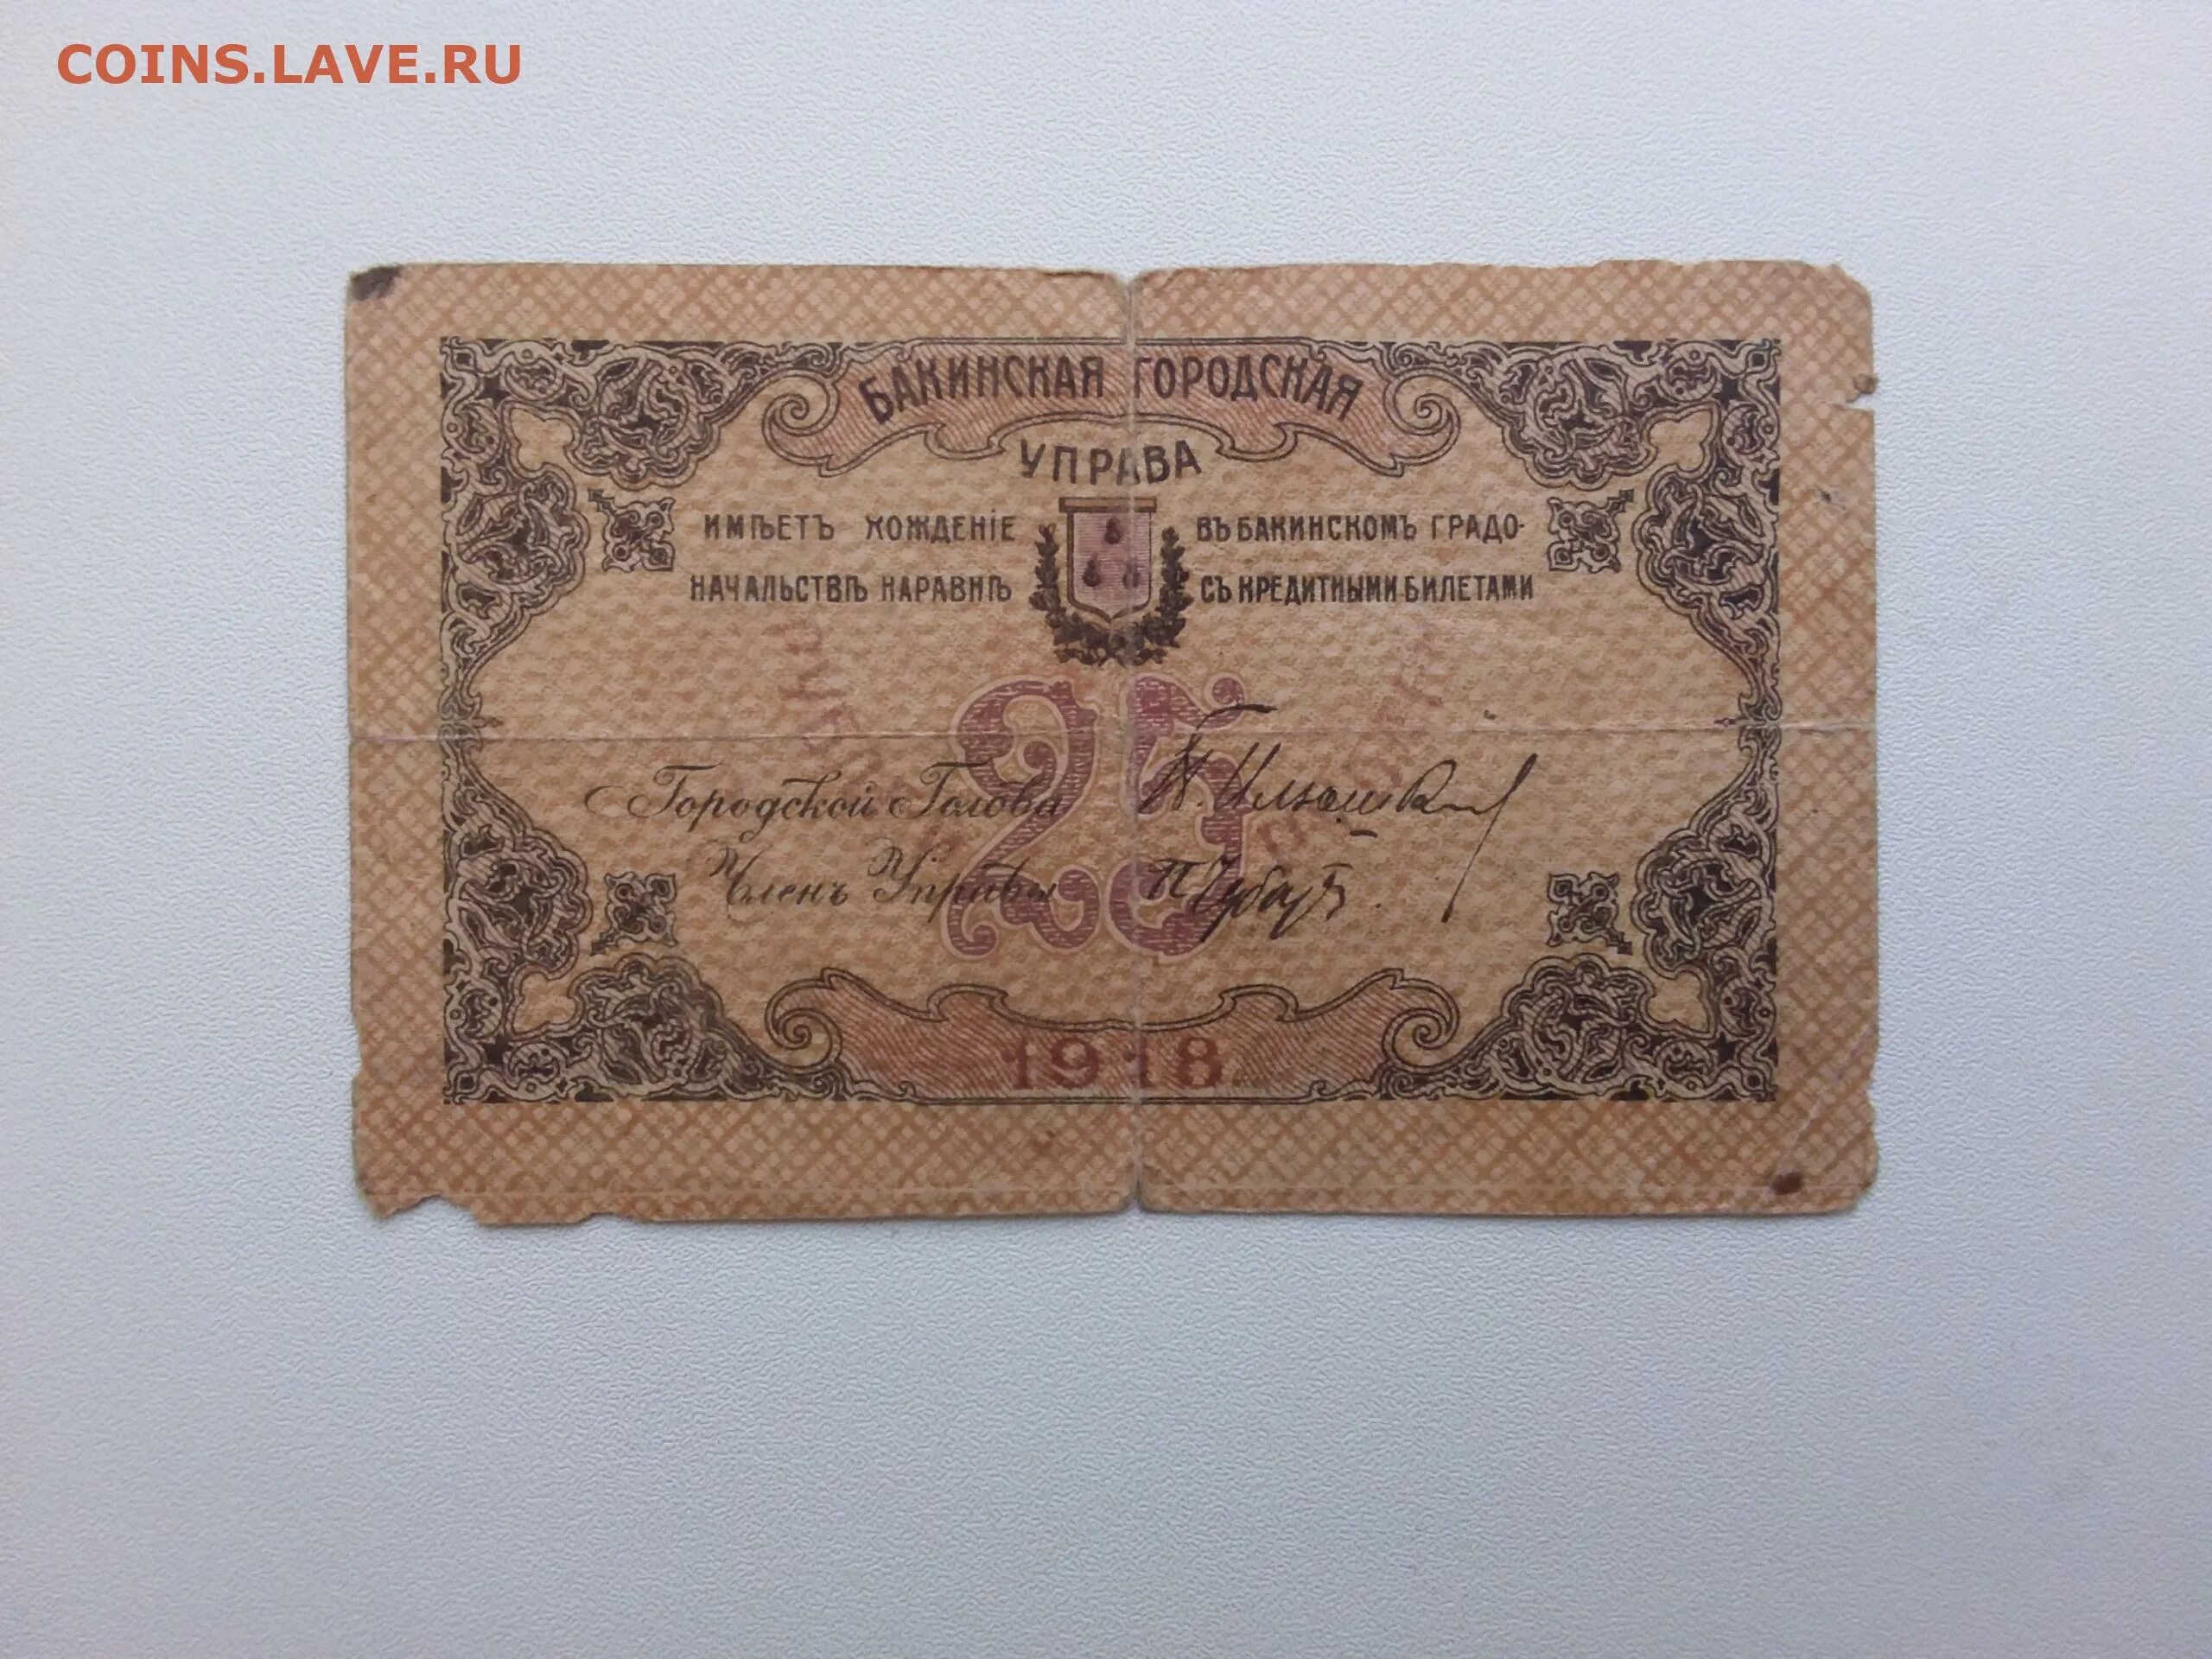 COINS.LAVE.RU
БАКИНСКАЯ ГОРОДСКАЯ
УПРАВА
ИМѢЕТЪ ХОЖДЕНІЕ ВЪ БАКИНСКОМЪ ГРАДО-
НАЧАЛЬСТВѢ НАРАВНѢ СЪ КРЕДИТНЫМИ БИЛЕТАМИ
25
Городской Голова
Членъ Управы
1918